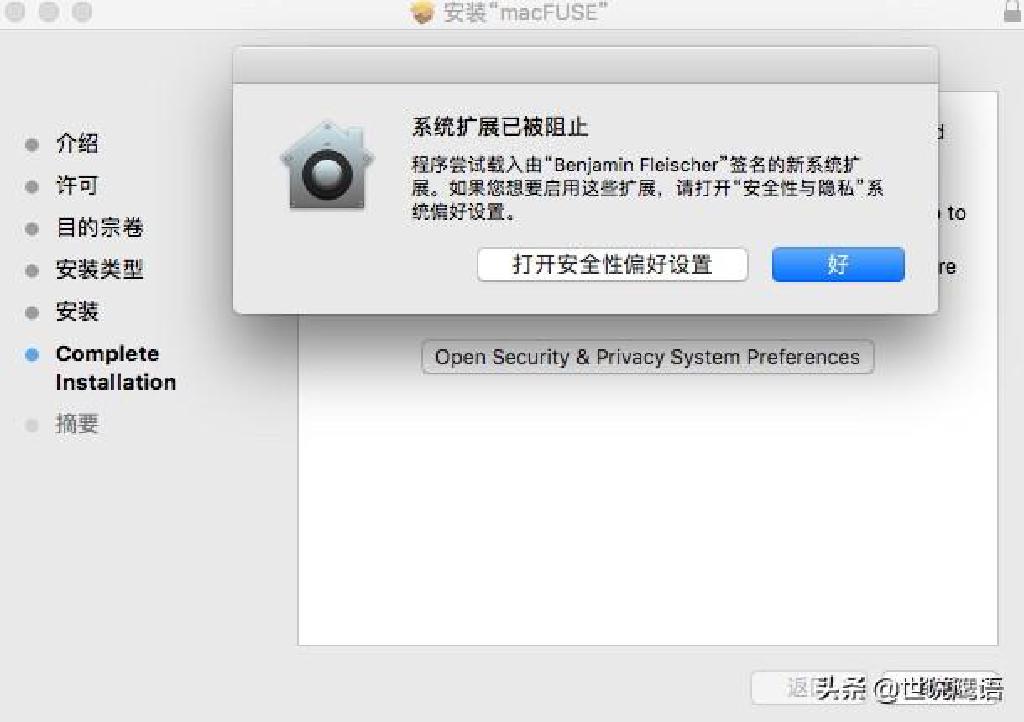 安装“macFUSE”
系统扩展已被阻止
程序尝试载入由“Benjamin Fleischer”签名的新系统扩
展。如果您想要启用这些扩展，请打开“安全性与隐私”系
统偏好设置。
打开安全性偏好设置
好
介绍
许可
目的宗卷
安装类型
安装
Complete
Installation
摘要
to
re
Open Security & Privacy System Preferences
返
头条 @世晓晓语